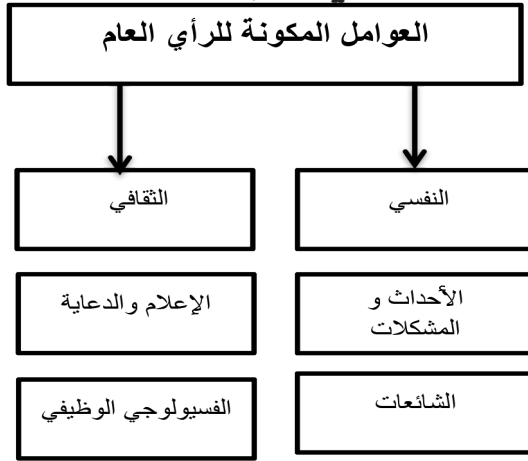 العوامل المكونة للرأي العام
النفسي
الثقافي
الأحداث و
المشكلات
الإعلام والدعاية
الشائعات
الفسيولوجي الوظيفي